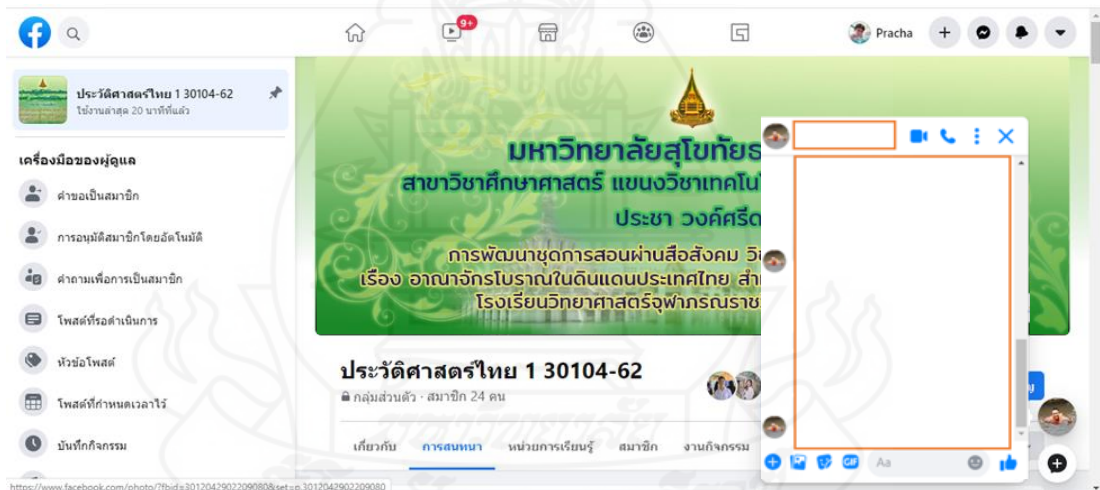 9+
Pracha
ประวัติศาสตร์ไทย 1 30104-62
ใช้งานล่าสุด 20 นาทีที่แล้ว
เครื่องมือของผู้ดูแล
คำขอเป็นสมาชิก
การอนุมัติสมาชิกโดยอัตโนมัติ
คำถามเพื่อการเป็นสมาชิก
โพสต์ที่รอดำเนินการ
หัวข้อโพสต์
โพสต์ที่กำหนดเวลาไว้
บันทึกกิจกรรม
มหาวิทยาลัยสุโขทัยธ
สาขาวิชาศึกษาศาสตร์ แขนงวิชาเทคโน
ประชา วงค์ศรีด
การพัฒนาชุดการสอนผ่านสื่อสังคม วิ
เรื่อง อาณาจักรโบราณในดินแดนประเทศไทย สำ
โรงเรียนวิทยาศาสตร์จุฬาภรณราช
ประวัติศาสตร์ไทย 1 30104-62
กลุ่มส่วนตัว · สมาชิก 24 คน
เกี่ยวกับ การสนทนา หน่วยการเรียนรู้ สมาชิก งานกิจกรรม
GIF Aa
https://www.facebook.com/photo/?fbid=3012042902209080&set=p.3012042902209080